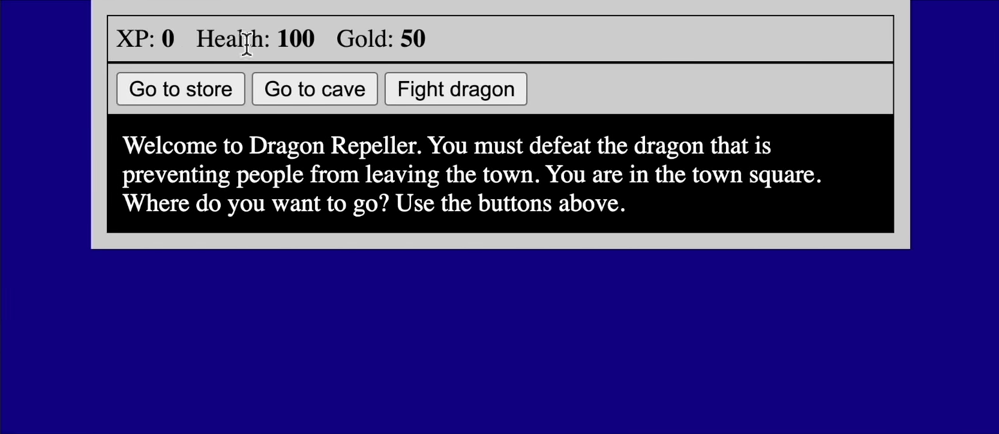 XP: 0 Health: 100 Gold: 50
Go to store Go to cave Fight dragon
Welcome to Dragon Repeller. You must defeat the dragon that is
preventing people from leaving the town. You are in the town square.
Where do you want to go? Use the buttons above.